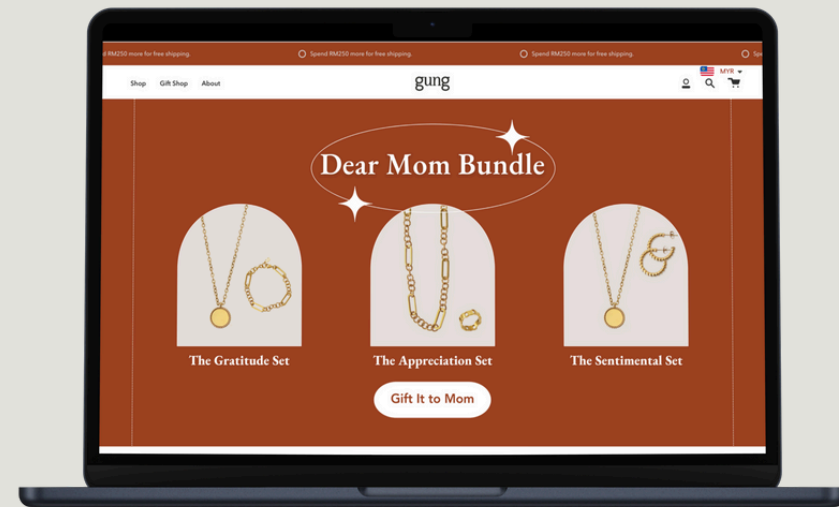 d RM250 more for free shipping.
Spend RM250 more for free shipping.
Spend RM250 more for free shipping.
Spe
Shop
Gift Shop
About
gung
MYR
Dear Mom Bundle
The Gratitude Set
The Appreciation Set
The Sentimental Set
Gift It to Mom